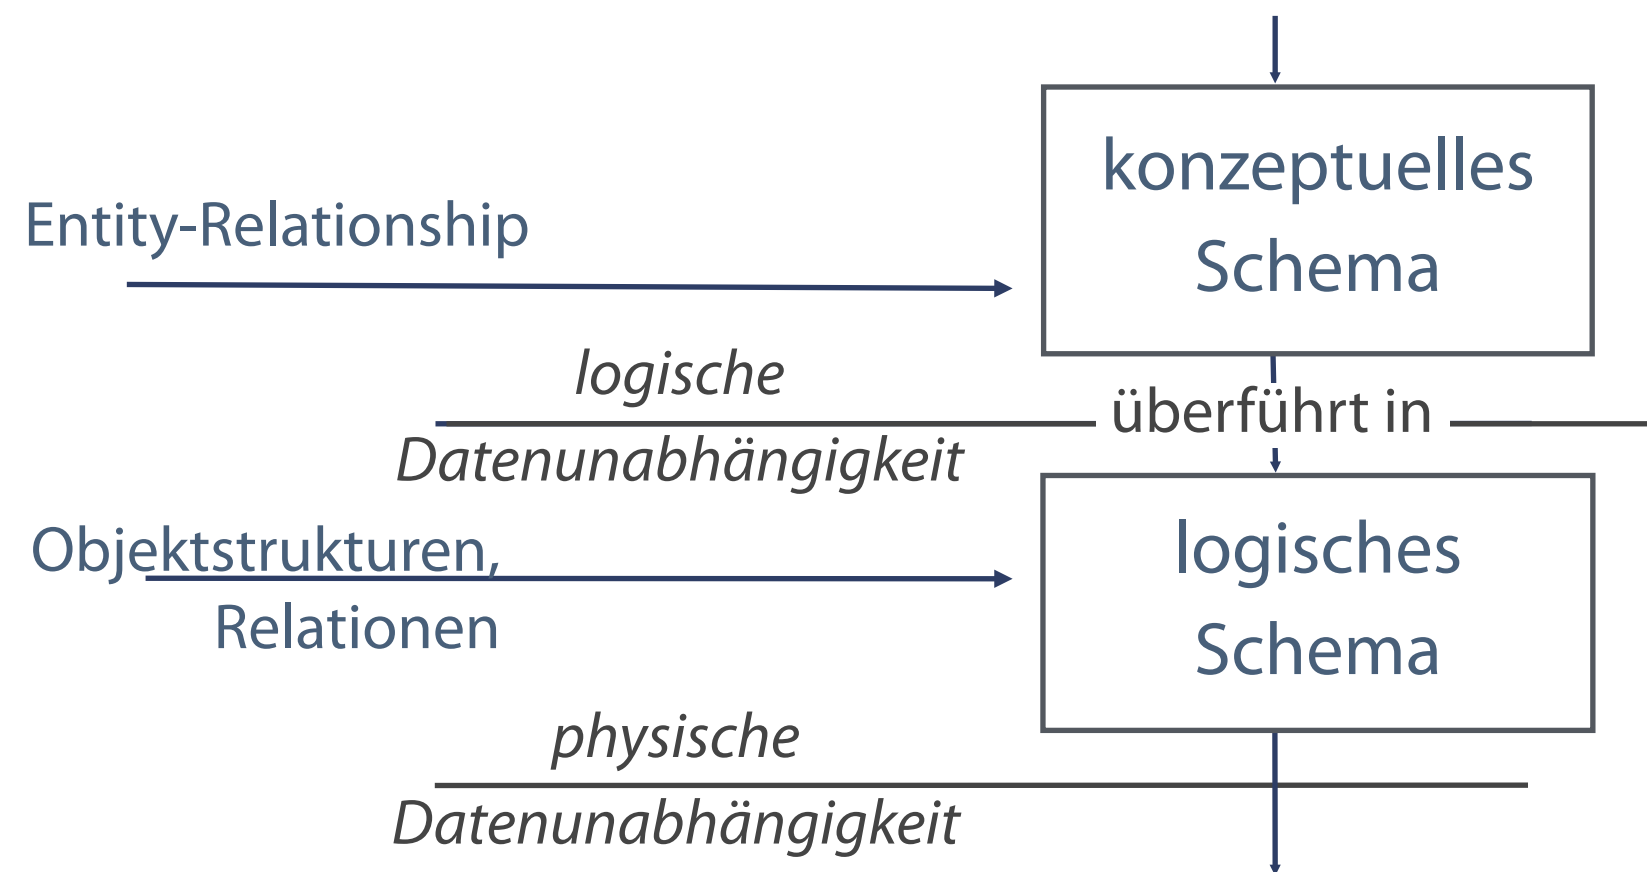 konzeptuelles
Schema
Entity-Relationship
logische
überführt in
Datenunabhängigkeit
logisches
Schema
Objektstrukturen,
Relationen
physische
Datenunabhängigkeit